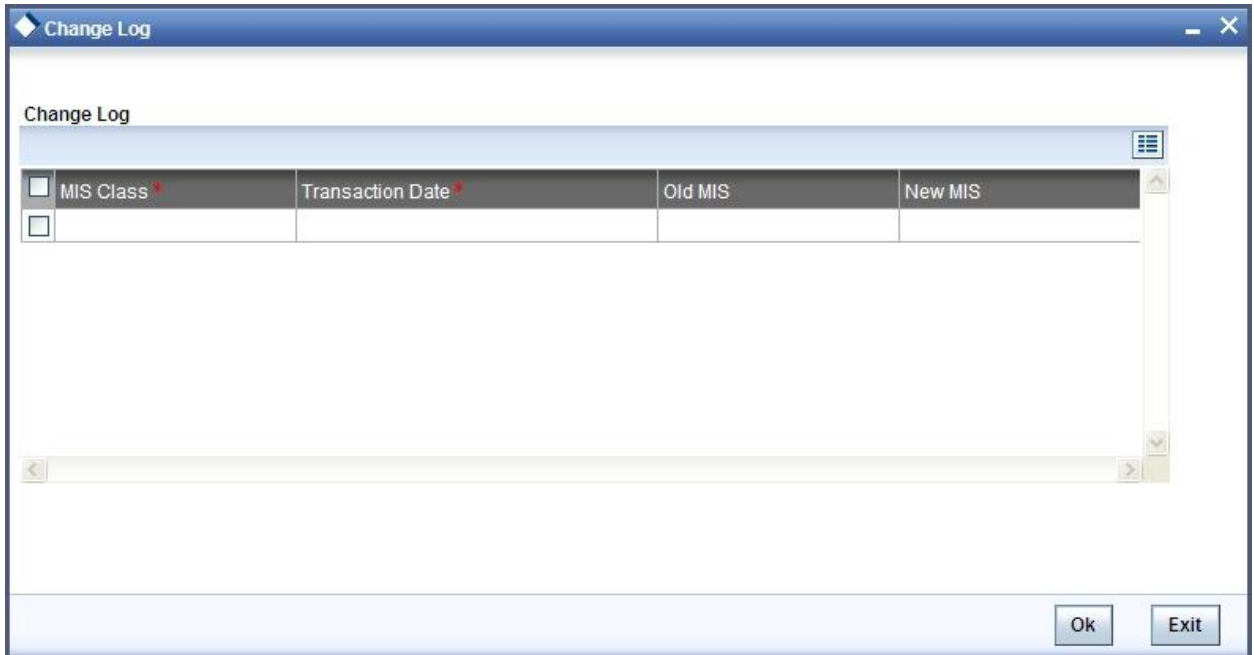 Change Log
Change Log
MIS Class * Transaction Date * Old MIS New MIS
Ok Exit